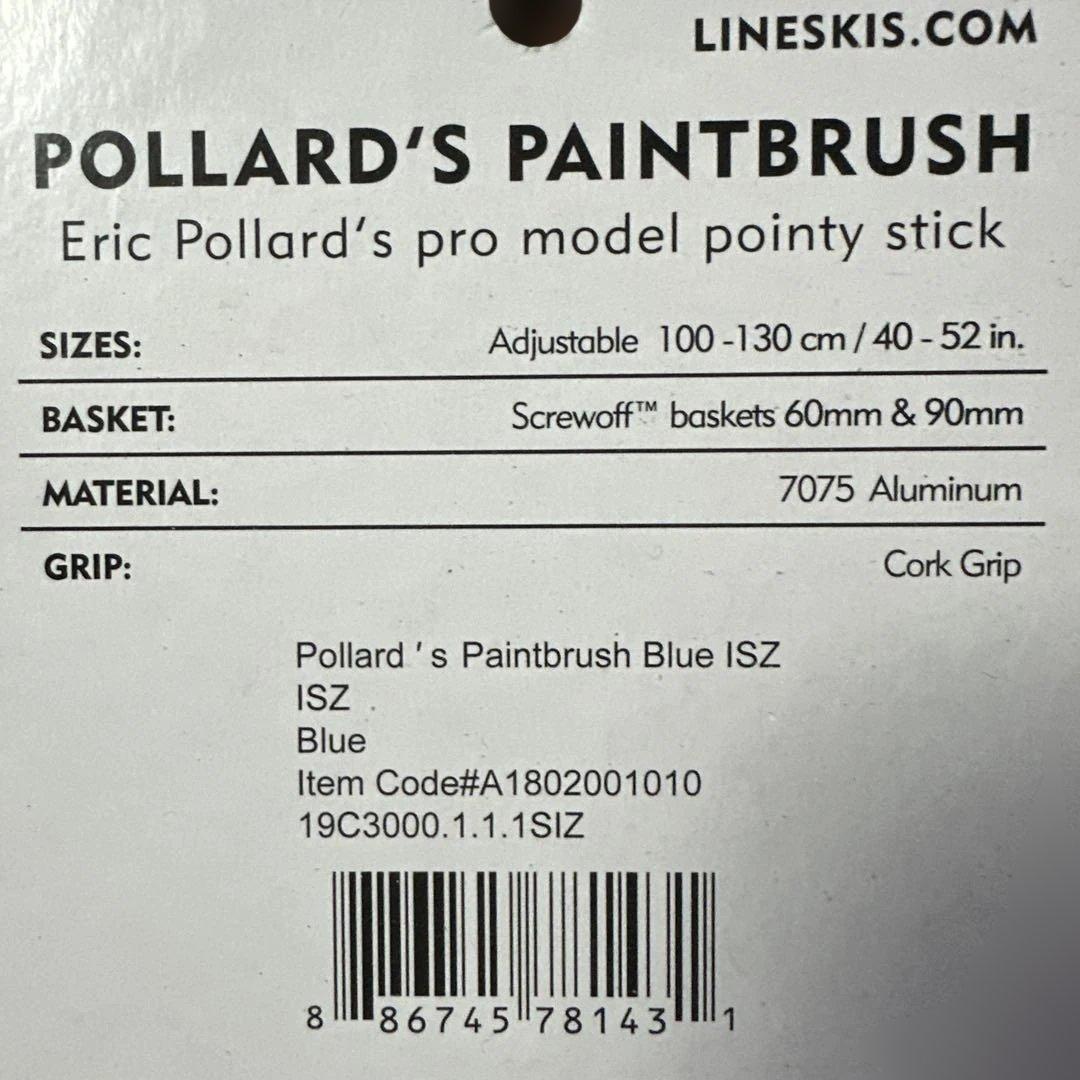 LINESKIS.COM
POLLARD'S PAINTBRUSH
Eric Pollard's pro model pointy stick
SIZES: Adjustable 100 -130 cm / 40 - 52 in.
BASKET: Screwoff™ baskets 60mm & 90mm
MATERIAL: 7075 Aluminum
GRIP: Cork Grip
Pollard ' s Paintbrush Blue ISZ
ISZ
Blue
Item Code#A1802001010
19C3000.1.1.1SIZ
8 86745 78143 1